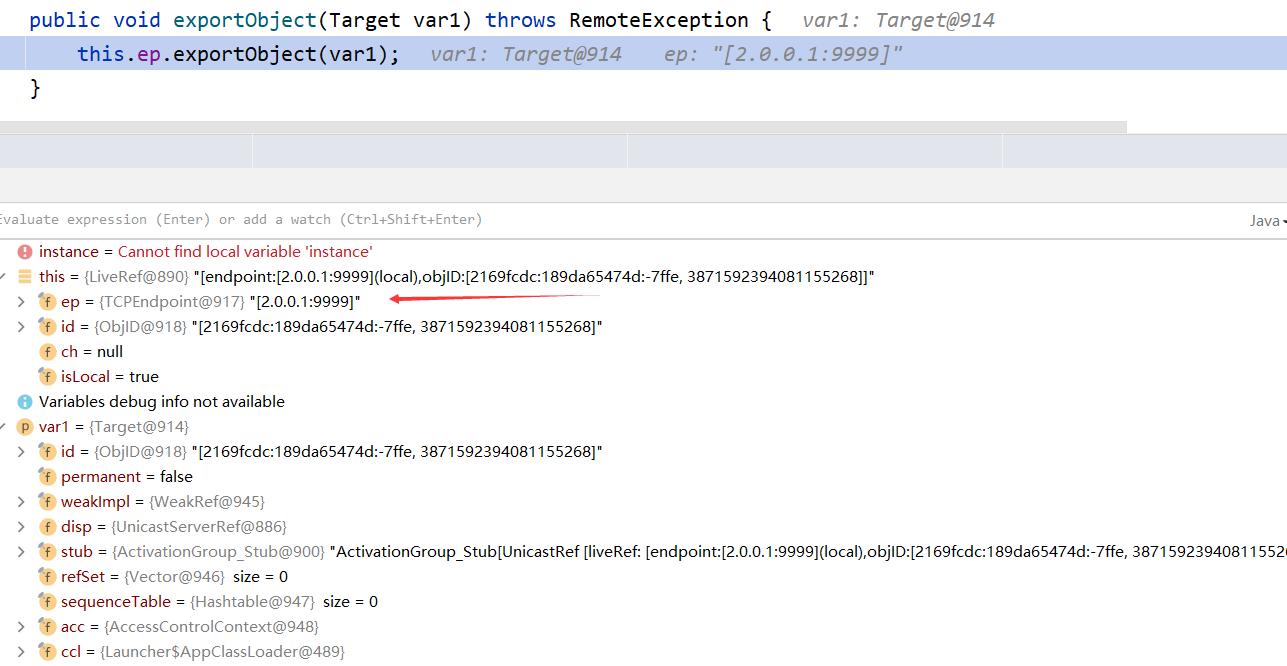 public void exportObject(Target var1) throws RemoteException {   var1: Target@914
this.ep.exportObject(var1);   var1: Target@914   ep: "[2.0.0.1:9999]"
}
Evaluate expression (Enter) or add a watch (Ctrl+Shift+Enter)
Java
instance = Cannot find local variable 'instance'
this = {LiveRef@890} "[endpoint:[2.0.0.1:9999](local),objID:[2169fcdc:189da65474d:-7ffe, 3871592394081155268]]"
f ep = {TCPEndpoint@917} "[2.0.0.1:9999]"
f id = {ObjID@918} "[2169fcdc:189da65474d:-7ffe, 3871592394081155268]"
f ch = null
f isLocal = true
Variables debug info not available
p var1 = {Target@914}
f id = {ObjID@918} "[2169fcdc:189da65474d:-7ffe, 3871592394081155268]"
f permanent = false
f weakImpl = {WeakRef@945}
f disp = {UnicastServerRef@886}
f stub = {ActivationGroup_Stub@900} "ActivationGroup_Stub[UnicastRef [liveRef: [endpoint:[2.0.0.1:9999](local),objID:[2169fcdc:189da65474d:-7ffe, 38715923940811552
f refSet = {Vector@946} size = 0
f sequenceTable = {Hashtable@947} size = 0
f acc = {AccessControlContext@948}
f ccl = {Launcher$AppClassLoader@489}